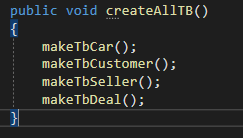 public void createAllTB()
{
    makeTbCar();
    makeTbCustomer();
    makeTbSeller();
    makeTbDeal();
}